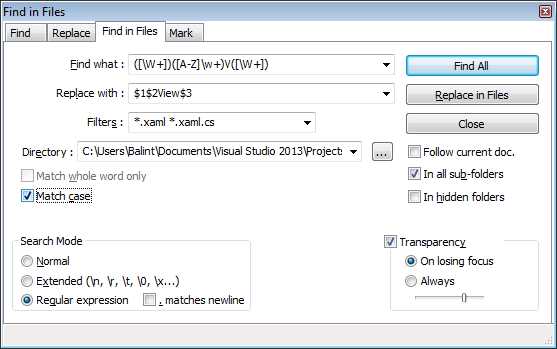 Find in Files
Find Replace Find in Files Mark
Find what : ([\W+])([A-Z]\w+)V([\W+])
Find All
Replace with : $1$2View$3
Replace in Files
Filters : *.xaml *.xaml.cs
Close
Directory : C:\Users\Balint\Documents\Visual Studio 2013\Projects
...
Follow current doc.
Match whole word only
In all sub-folders
Match case
In hidden folders
Search Mode
Transparency
Normal
On losing focus
Extended (\n, \r, \t, \0, \x...)
Always
Regular expression
. matches newline